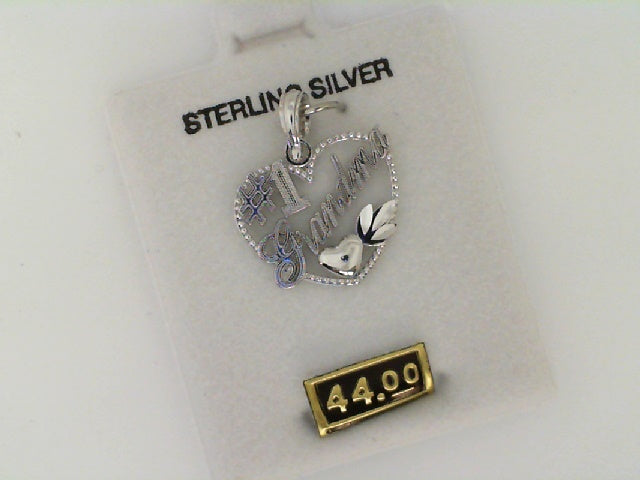 STERLING SILVER
#1
Grandma
44.00